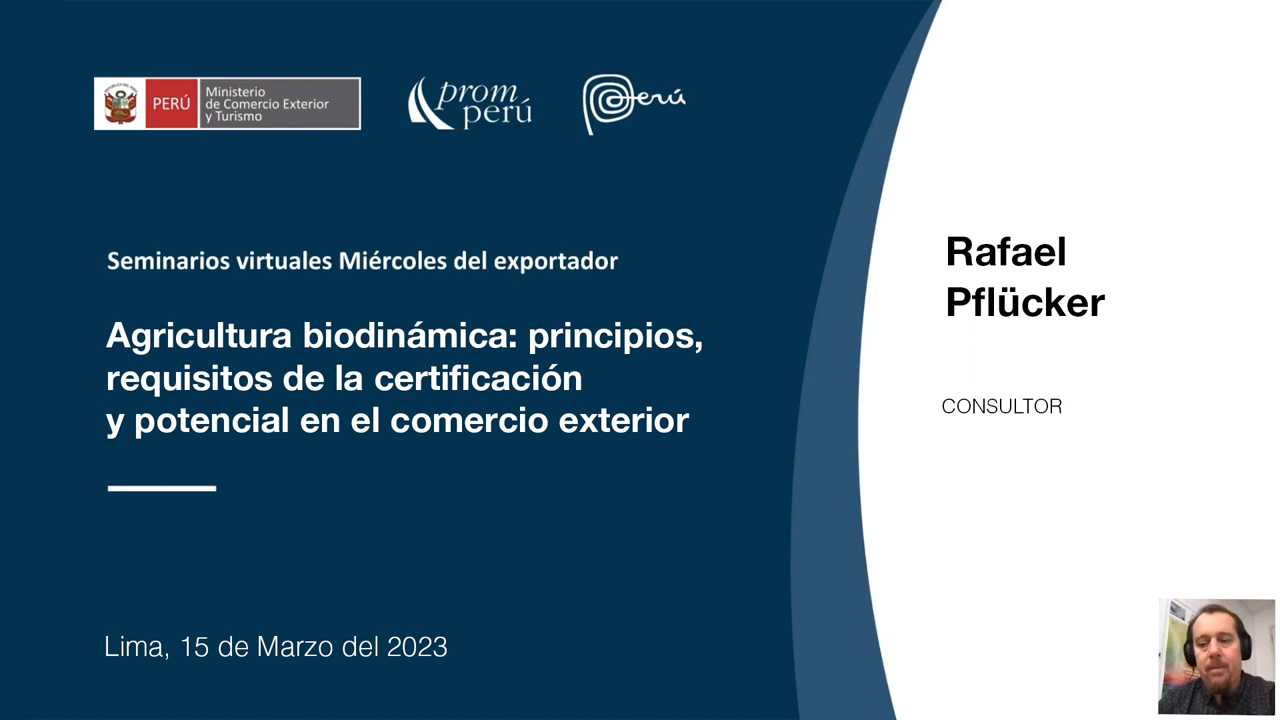 PERÚ
Ministerio
de Comercio Exterior
y Turismo
prom
perú
Perú
Seminarios virtuales Miércoles del exportador
Agricultura biodinámica: principios,
requisitos de la certificación
y potencial en el comercio exterior
Lima, 15 de Marzo del 2023
Rafael
Pflücker
CONSULTOR